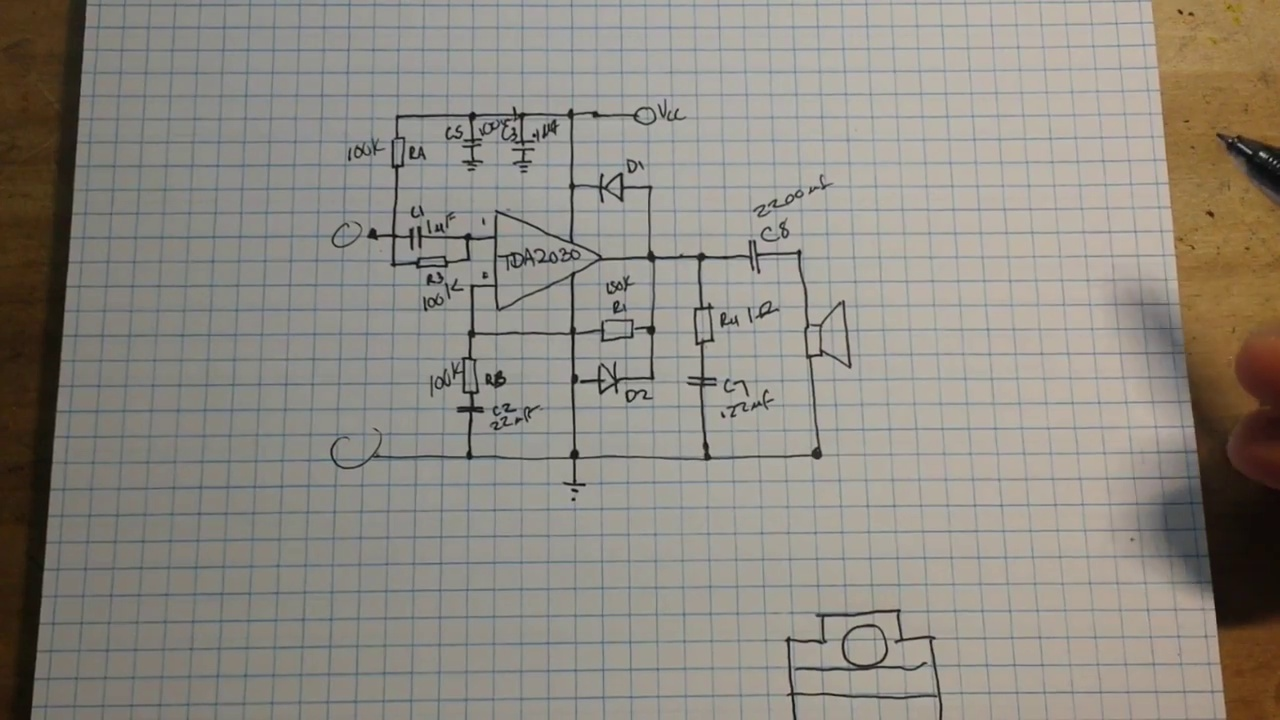 Vcc
C5
100uF
C3
.1uF
100K
RA
D1
C1
1uF
2200uf
C8
1
TDA2030
R3
100K
150K
R1
R4 1Ω
100K
RB
C2
22uF
D2
C7
.22uf